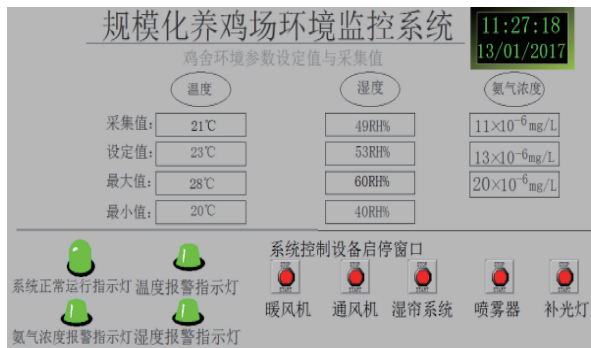 规模化养鸡场环境监控系统
11:27:18
13/01/2017
鸡舍环境参数设定值与采集值
温度 湿度 氨气浓度
采集值: 21℃ 49RH% 11×10⁻⁶mg/L
设定值: 23℃ 53RH% 13×10⁻⁶mg/L
最大值: 28℃ 60RH% 20×10⁻⁶mg/L
最小值: 20℃ 40RH%
系统控制设备启停窗口
系统正常运行指示灯 温度报警指示灯
暖风机 通风机 湿帘系统 喷雾器 补光灯
氨气浓度报警指示灯 湿度报警指示灯